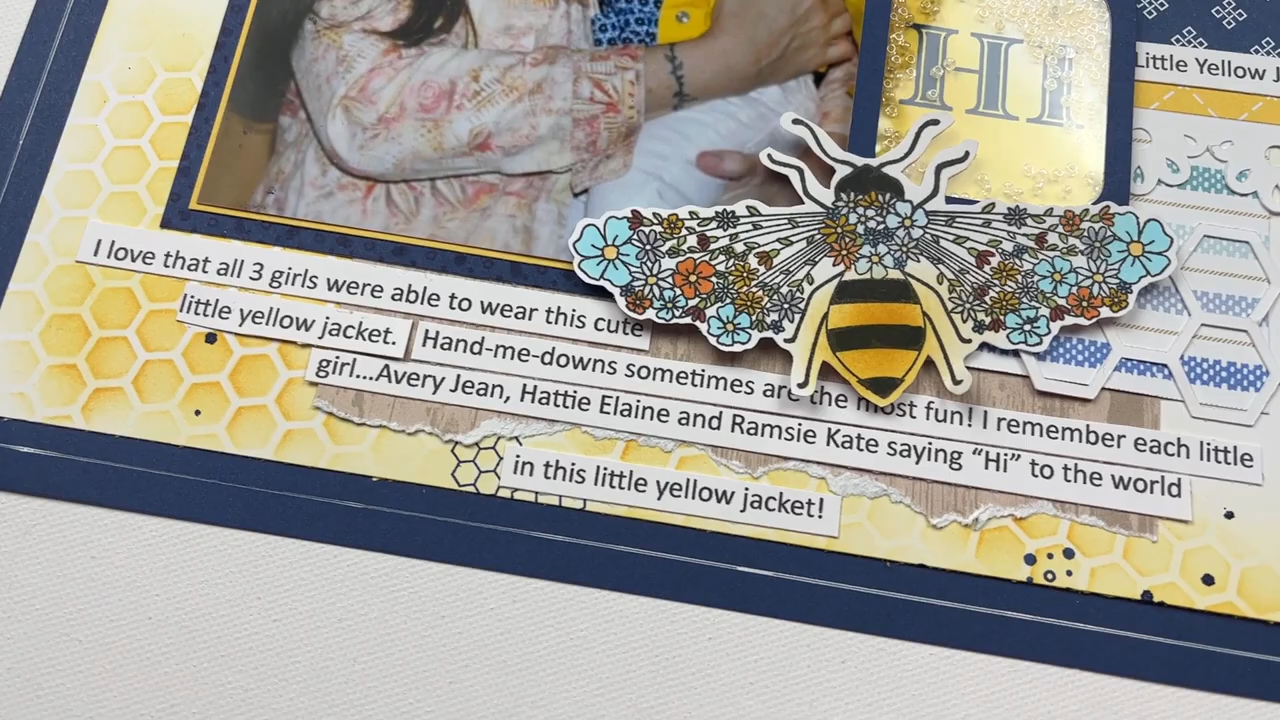 HI
Little Yellow J
I love that all 3 girls were able to wear this cute
little yellow jacket. Hand-me-downs sometimes are the most fun! I remember each little
girl...Avery Jean, Hattie Elaine and Ramsie Kate saying “Hi” to the world
in this little yellow jacket!